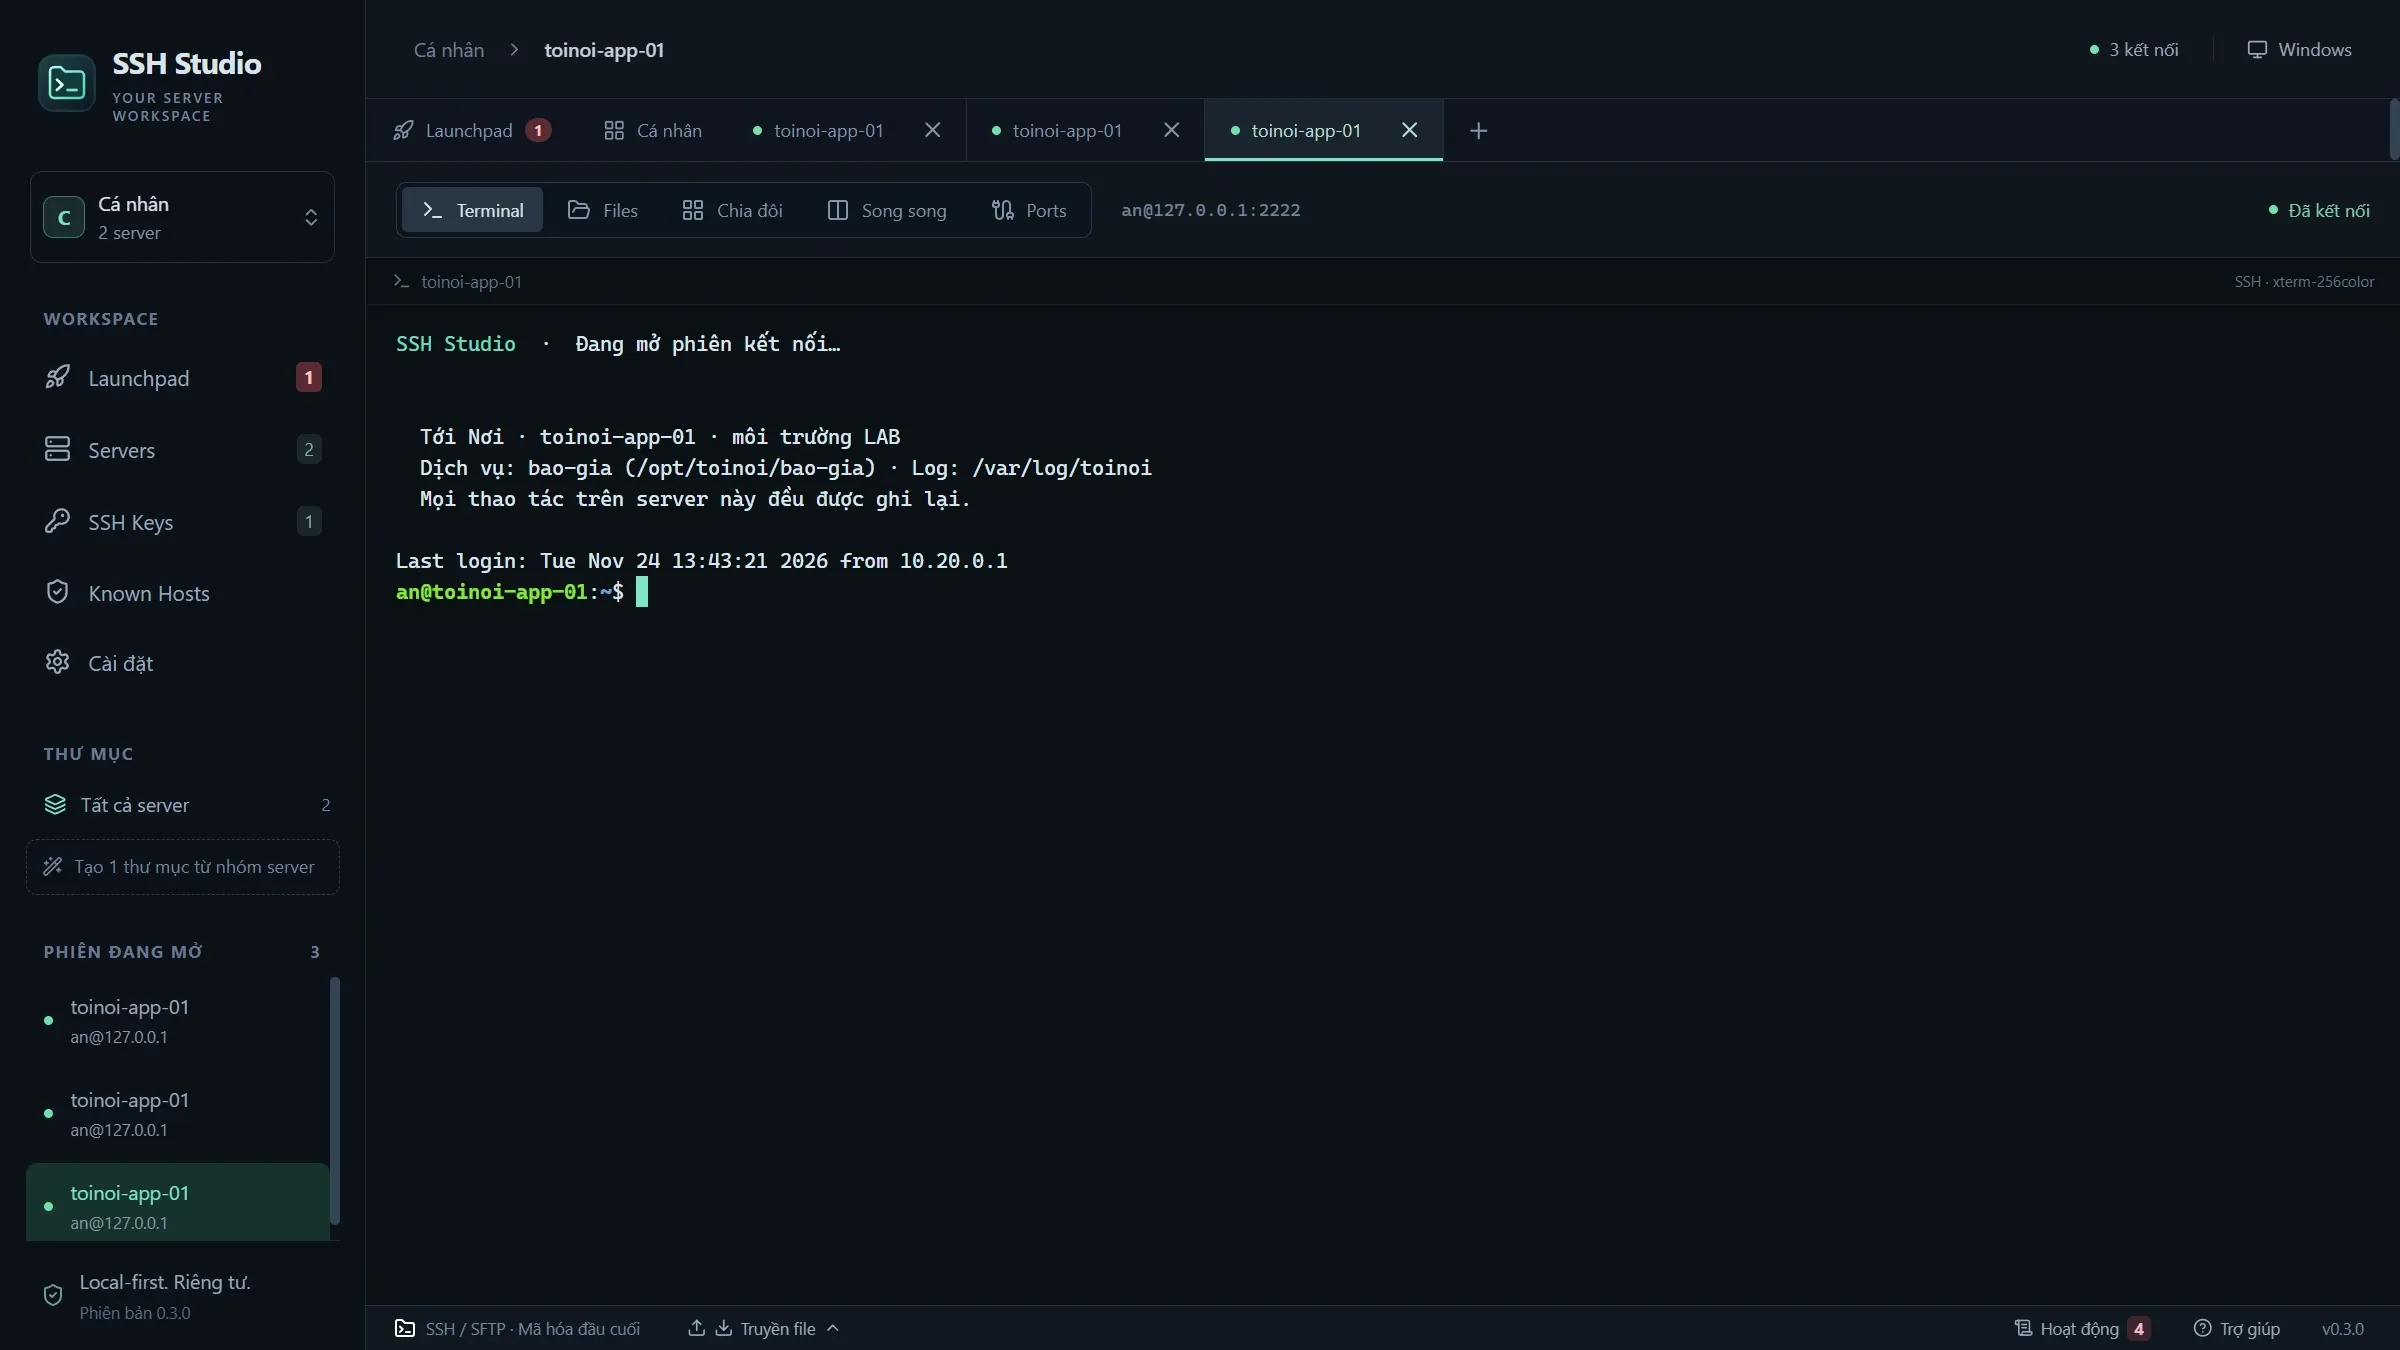 SSH Studio
YOUR SERVER
WORKSPACE
C
Cá nhân
2 server
WORKSPACE
Launchpad 1
Servers 2
SSH Keys 1
Known Hosts
Cài đặt
THƯ MỤC
Tất cả server 2
Tạo 1 thư mục từ nhóm server
PHIÊN ĐANG MỞ 3
toinoi-app-01
an@127.0.0.1
toinoi-app-01
an@127.0.0.1
toinoi-app-01
an@127.0.0.1
Local-first. Riêng tư.
Phiên bản 0.3.0
Cá nhân > toinoi-app-01
3 kết nối
Windows
Launchpad 1
Cá nhân
toinoi-app-01
toinoi-app-01
toinoi-app-01
Terminal
Files
Chia đôi
Song song
Ports
an@127.0.0.1:2222
Đã kết nối
toinoi-app-01
SSH · xterm-256color
SSH Studio · Đang mở phiên kết nối…
Tới Nơi · toinoi-app-01 · môi trường LAB
Dịch vụ: bao-gia (/opt/toinoi/bao-gia) · Log: /var/log/toinoi
Mọi thao tác trên server này đều được ghi lại.
Last login: Tue Nov 24 13:43:21 2026 from 10.20.0.1
an@toinoi-app-01:~$
SSH / SFTP · Mã hóa đầu cuối
Truyền file
Hoạt động 4
Trợ giúp
v0.3.0